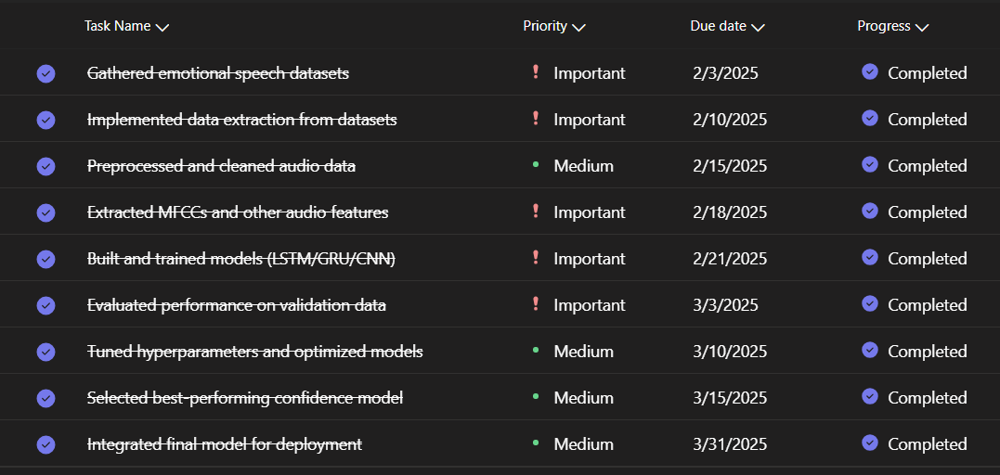 Task Name Priority Due date Progress
Gathered emotional speech datasets Important 2/3/2025 Completed
Implemented data extraction from datasets Important 2/10/2025 Completed
Preprocessed and cleaned audio data Medium 2/15/2025 Completed
Extracted MFCCs and other audio features Important 2/18/2025 Completed
Built and trained models (LSTM/GRU/CNN) Important 2/21/2025 Completed
Evaluated performance on validation data Important 3/3/2025 Completed
Tuned hyperparameters and optimized models Medium 3/10/2025 Completed
Selected best-performing confidence model Medium 3/15/2025 Completed
Integrated final model for deployment Medium 3/31/2025 Completed